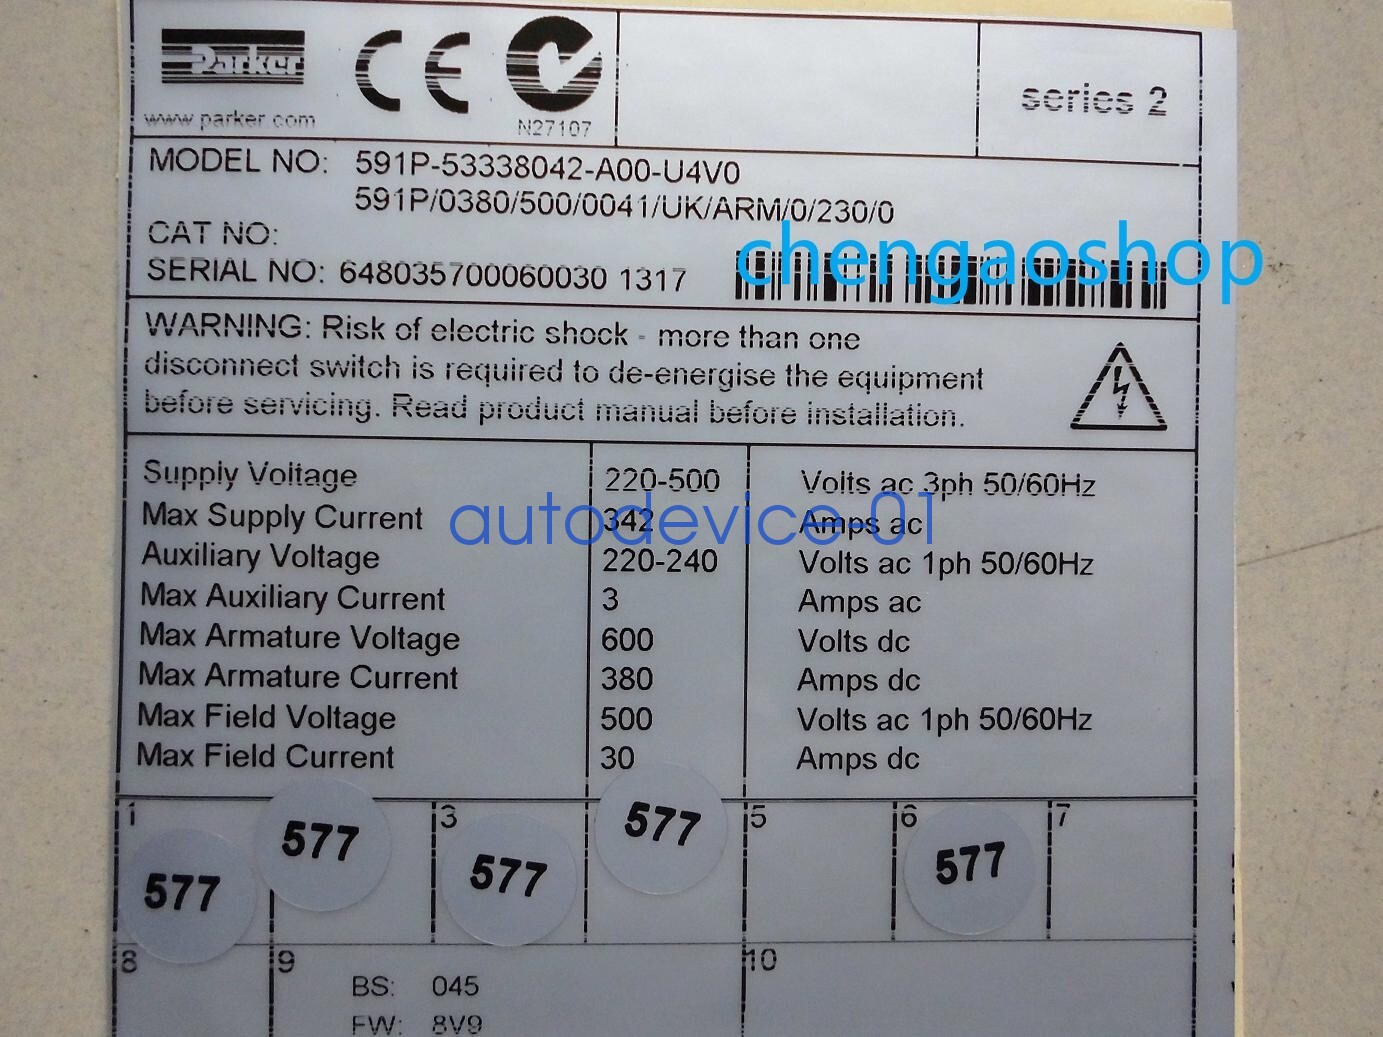 Parker
www.parker.com
CE
N27107
series 2
MODEL NO: 591P-53338042-A00-U4V0
591P/0380/500/0041/UK/ARM/0/230/0
CAT NO:
SERIAL NO: 648035700060030 1317
chengaoshop
WARNING: Risk of electric shock - more than one
disconnect switch is required to de-energise the equipment
before servicing. Read product manual before installation.
Supply Voltage 220-500 Volts ac 3ph 50/60Hz
autodevice-01
Max Supply Current 342 Amps ac
Auxiliary Voltage 220-240 Volts ac 1ph 50/60Hz
Max Auxiliary Current 3 Amps ac
Max Armature Voltage 600 Volts dc
Max Armature Current 380 Amps dc
Max Field Voltage 500 Volts ac 1ph 50/60Hz
Max Field Current 30 Amps dc
1 3 5 6 7
577 577 577 577 577
8 9 10
BS: 045
FW: 8V9